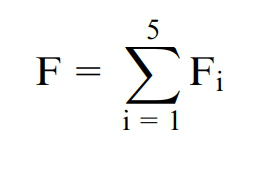 5
F = ∑ Fi
i = 1